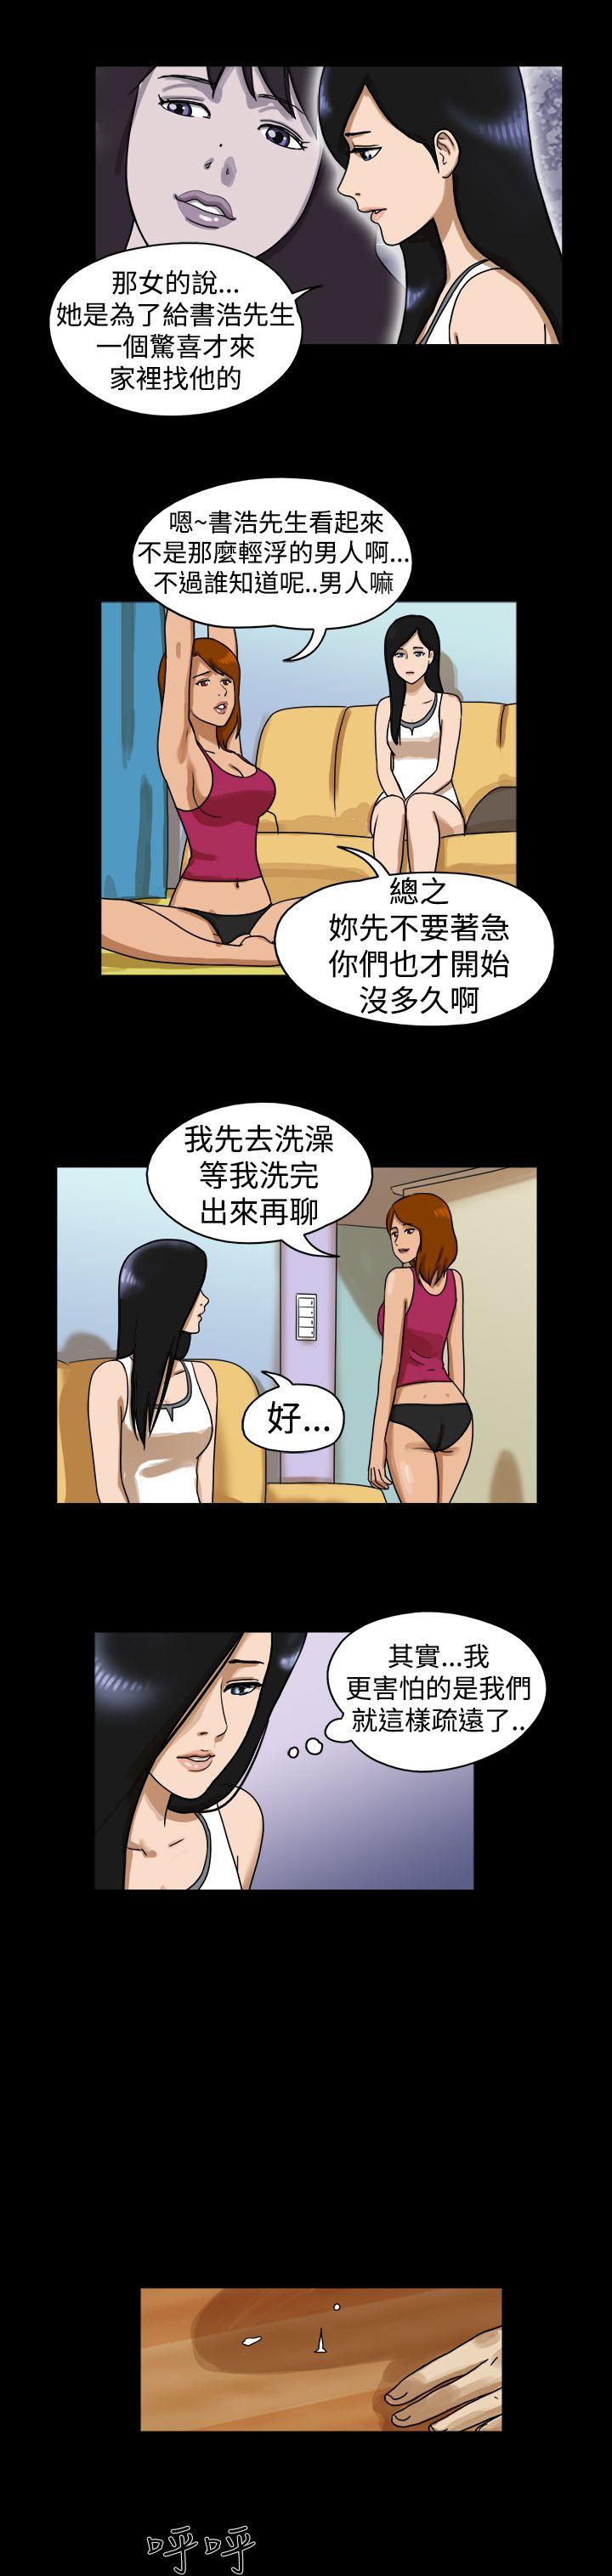 那女的說...
她是為了給書浩先生
一個驚喜才來
家裡找他的
嗯~書浩先生看起來
不是那麼輕浮的男人啊...
不過誰知道呢..男人嘛
總之
妳先不要著急
你們也才開始
沒多久啊
我先去洗澡
等我洗完
出來再聊
好...
其實...我
更害怕的是我們
就這樣疏遠了..
呼呼